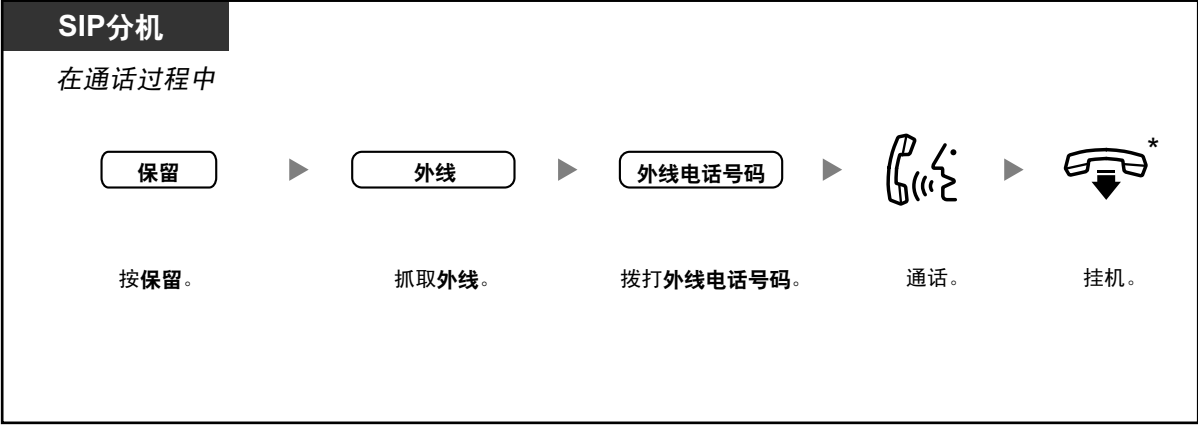 SIP分机
在通话过程中
保留
外线
外线电话号码
*
按保留。
抓取外线。
拨打外线电话号码。
通话。
挂机。